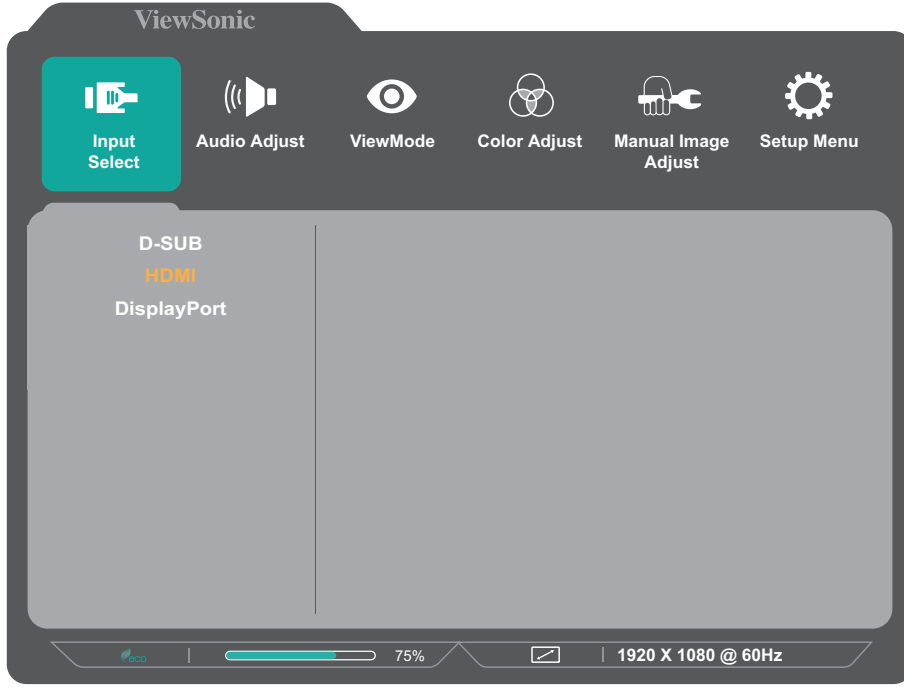 ViewSonic
Input
Select
Audio Adjust
ViewMode
Color Adjust
Manual Image
Adjust
Setup Menu
D-SUB
HDMI
DisplayPort
eco
75%
1920 X 1080 @ 60Hz